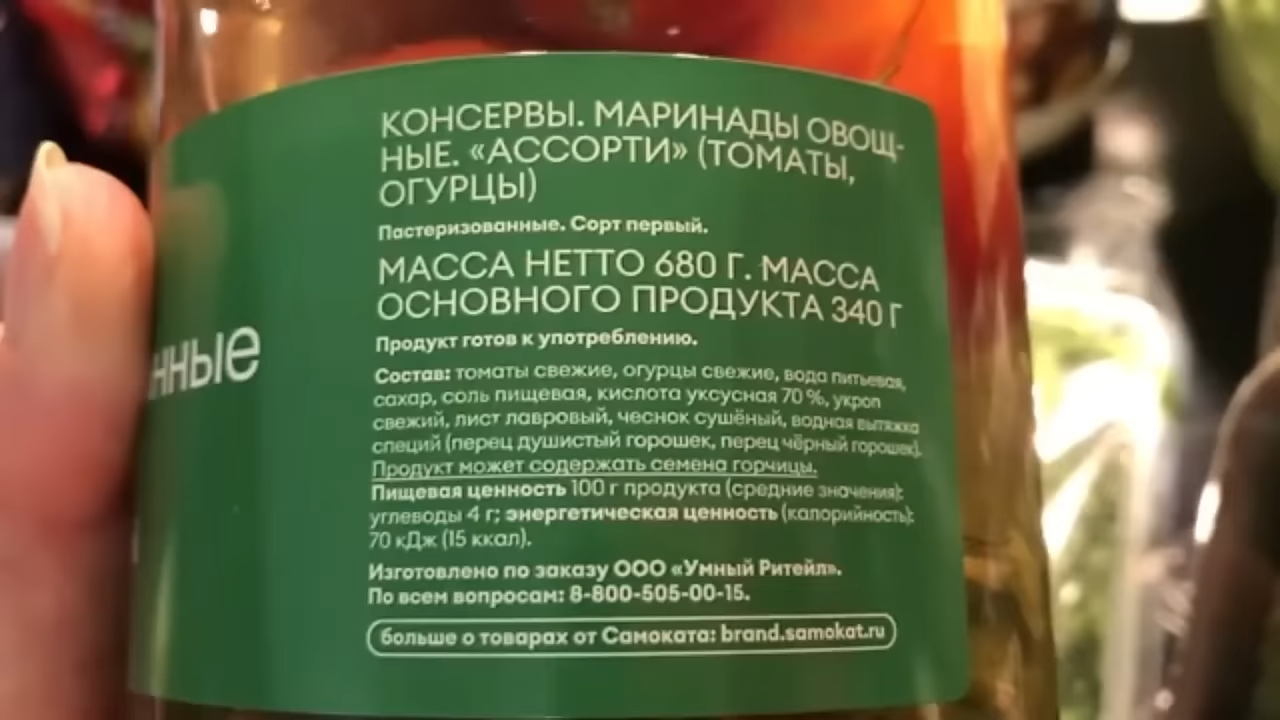 КОНСЕРВЫ. МАРИНАДЫ ОВОЩ-
НЫЕ. «АССОРТИ» (ТОМАТЫ,
ОГУРЦЫ)
Пастеризованные. Сорт первый.
МАССА НЕТТО 680 Г. МАССА
ОСНОВНОГО ПРОДУКТА 340 Г
Продукт готов к употреблению.
нные
Состав: томаты свежие, огурцы свежие, вода питьевая,
сахар, соль пищевая, кислота уксусная 70 %, укроп
свежий, лист лавровый, чеснок сушёный, водная вытяжка
специй (перец душистый горошек, перец чёрный горошек).
Продукт может содержать семена горчицы.
Пищевая ценность 100 г продукта (средние значения):
углеводы 4 г; энергетическая ценность (калорийность):
70 кДж (15 ккал).
Изготовлено по заказу ООО «Умный Ритейл».
По всем вопросам: 8-800-505-00-15.
больше о товарах от Самоката: brand.samokat.ru